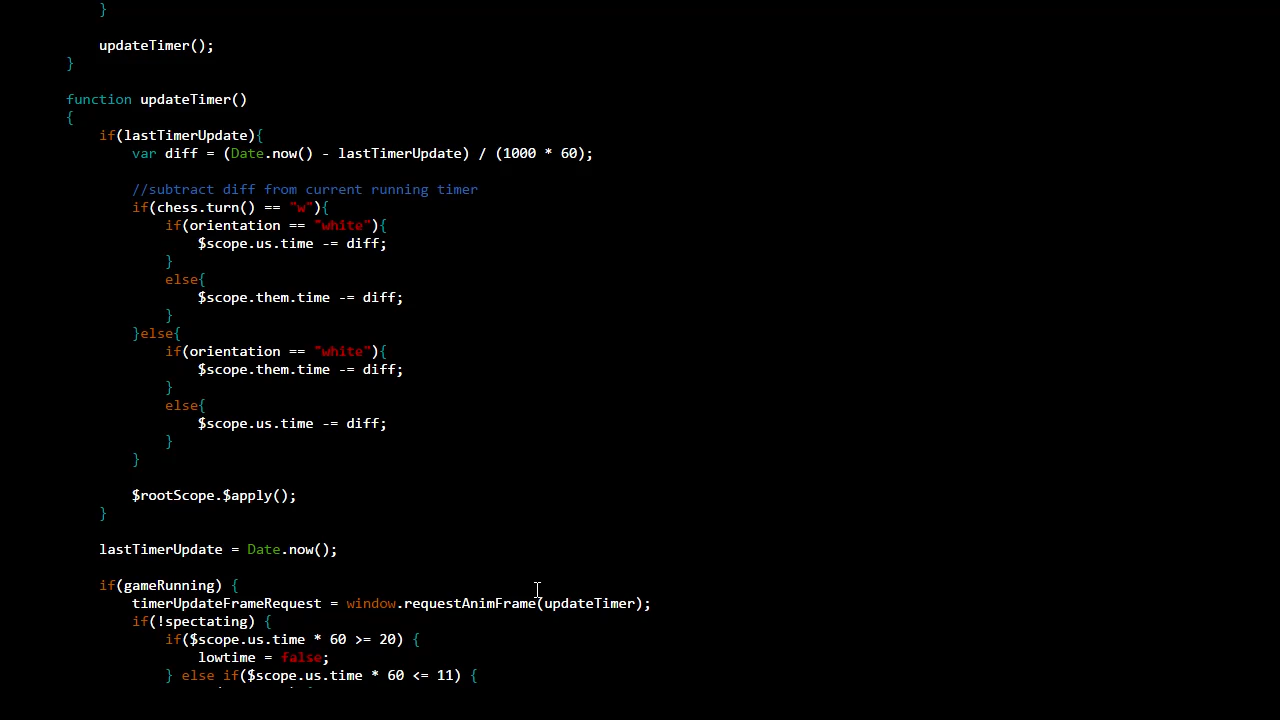 }
updateTimer();
}
function updateTimer()
{
if(lastTimerUpdate){
var diff = (Date.now() - lastTimerUpdate) / (1000 * 60);
//subtract diff from current running timer
if(chess.turn() == "w"){
if(orientation == "white"){
$scope.us.time -= diff;
}
else{
$scope.them.time -= diff;
}
}else{
if(orientation == "white"){
$scope.them.time -= diff;
}
else{
$scope.us.time -= diff;
}
}
$rootScope.$apply();
}
lastTimerUpdate = Date.now();
if(gameRunning) {
timerUpdateFrameRequest = window.requestAnimFrame(updateTimer);
if(!spectating) {
if($scope.us.time * 60 >= 20) {
lowtime = false;
} else if($scope.us.time * 60 <= 11) {